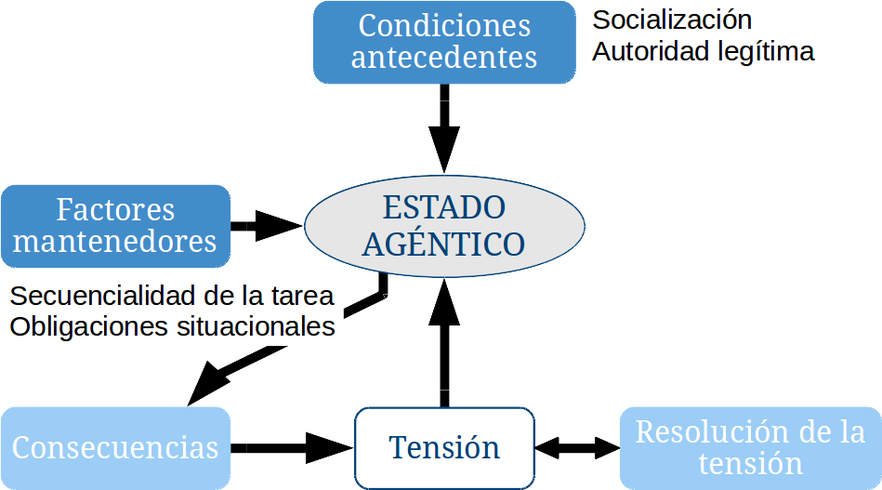 Condiciones
antecedentes
Socialización
Autoridad legítima
Factores
mantenedores
ESTADO
AGÉNTICO
Secuencialidad de la tarea
Obligaciones situacionales
Consecuencias
Tensión
Resolución de la
tensión